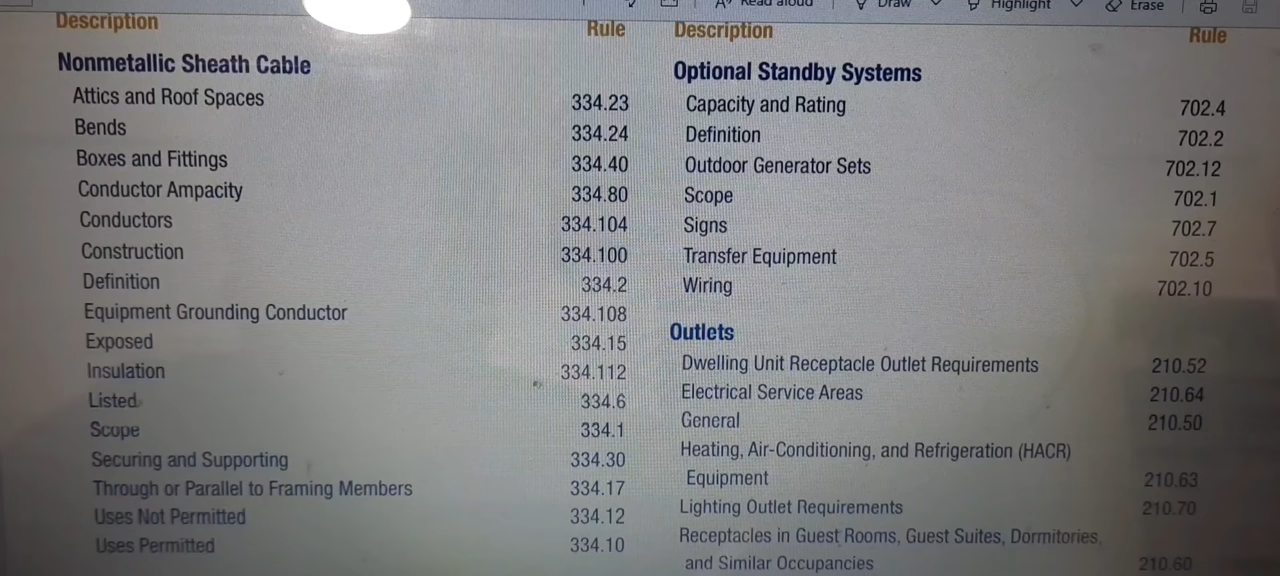 Read aloud
Draw
Highlight
Erase
Description Rule
Nonmetallic Sheath Cable
Attics and Roof Spaces 334.23
Bends 334.24
Boxes and Fittings 334.40
Conductor Ampacity 334.80
Conductors 334.104
Construction 334.100
Definition 334.2
Equipment Grounding Conductor 334.108
Exposed 334.15
Insulation 334.112
Listed 334.6
Scope 334.1
Securing and Supporting 334.30
Through or Parallel to Framing Members 334.17
Uses Not Permitted 334.12
Uses Permitted 334.10
Description Rule
Optional Standby Systems
Capacity and Rating 702.4
Definition 702.2
Outdoor Generator Sets 702.12
Scope 702.1
Signs 702.7
Transfer Equipment 702.5
Wiring 702.10
Outlets
Dwelling Unit Receptacle Outlet Requirements 210.52
Electrical Service Areas 210.64
General 210.50
Heating, Air-Conditioning, and Refrigeration (HACR)
Equipment 210.63
Lighting Outlet Requirements 210.70
Receptacles in Guest Rooms, Guest Suites, Dormitories,
and Similar Occupancies 210.60